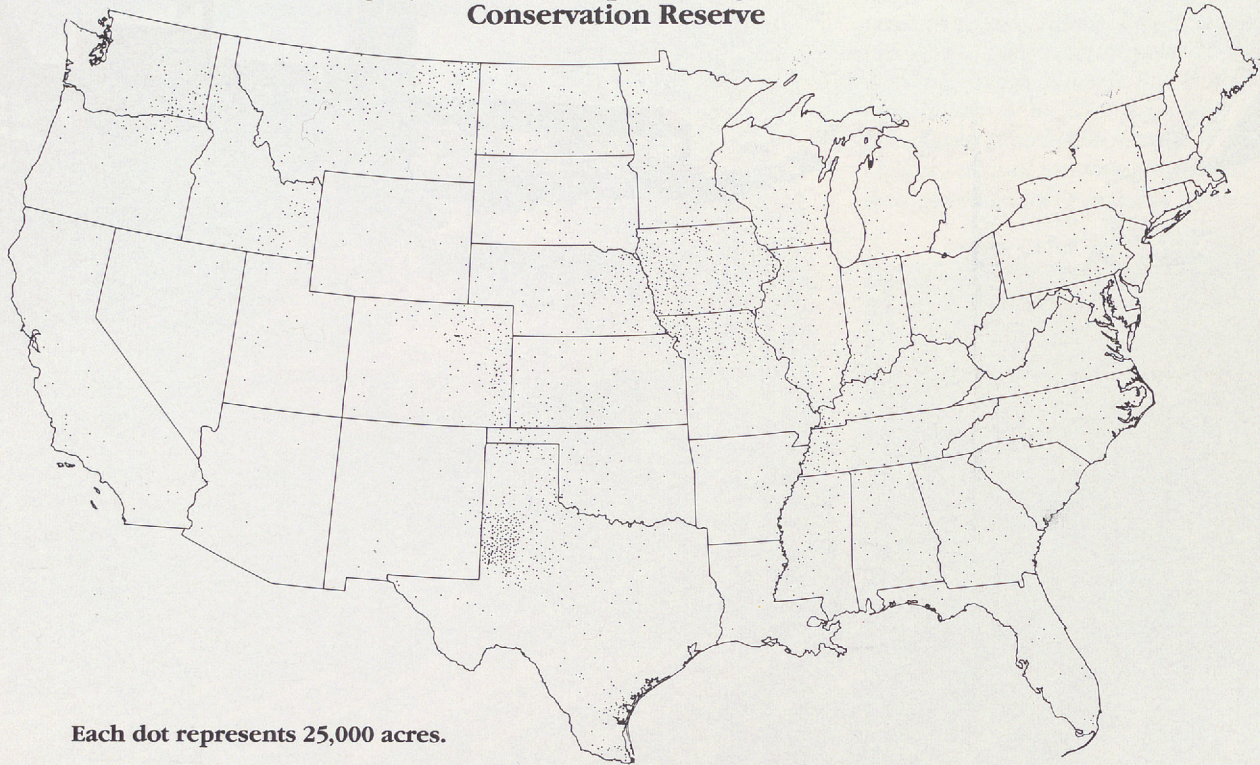 Conservation Reserve
Each dot represents 25,000 acres.